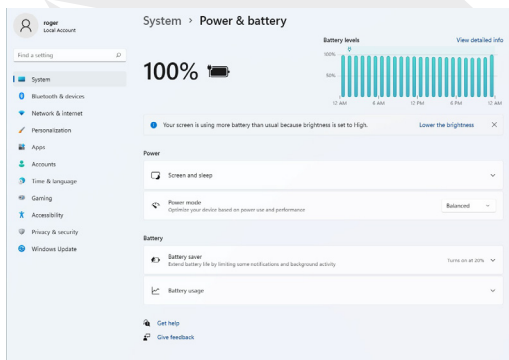 roger
Local Account
Find a setting
System
Bluetooth & devices
Network & internet
Personalization
Apps
Accounts
Time & language
Gaming
Accessibility
Privacy & security
Windows Update
System > Power & battery
100%
Battery levels
View detailed info
100%
50%
12 AM 6 AM 12 PM 6 PM 12 AM
Your screen is using more battery than usual because brightness is set to High.
Lower the brightness
Power
Screen and sleep
Power mode
Optimize your device based on power use and performance
Balanced
Battery
Battery saver
Extend battery life by limiting some notifications and background activity
Turns on at 20%
Battery usage
Get help
Give feedback